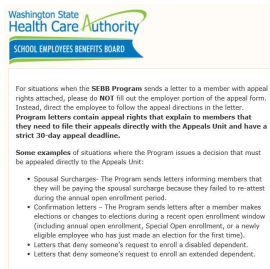 Washington State
Health Care Authority
SCHOOL EMPLOYEES BENEFITS BOARD
For situations when the SEBB Program sends a letter to a member with appeal
rights attached, please do NOT fill out the employer portion of the appeal form.
Instead, direct the employee to follow the appeal directions in the letter.
Program letters contain appeal rights that explain to members that
they need to file their appeals directly with the Appeals Unit and have a
strict 30-day appeal deadline.
Some examples of situations where the Program issues a decision that must
be appealed directly to the Appeals Unit:
• Spousal Surcharges- The Program sends letters informing members that
they will be paying the spousal surcharge because they failed to re-attest
during the annual open enrollment period.
• Confirmation letters – The Program sends letters after a member makes
elections or changes to elections during a recent open enrollment window
(including annual open enrollment, Special Open enrollment, or a newly
eligible employee who has just made an election for the first time).
• Letters that deny someone's request to enroll a disabled dependent.
• Letters that deny someone's request to enroll an extended dependent.